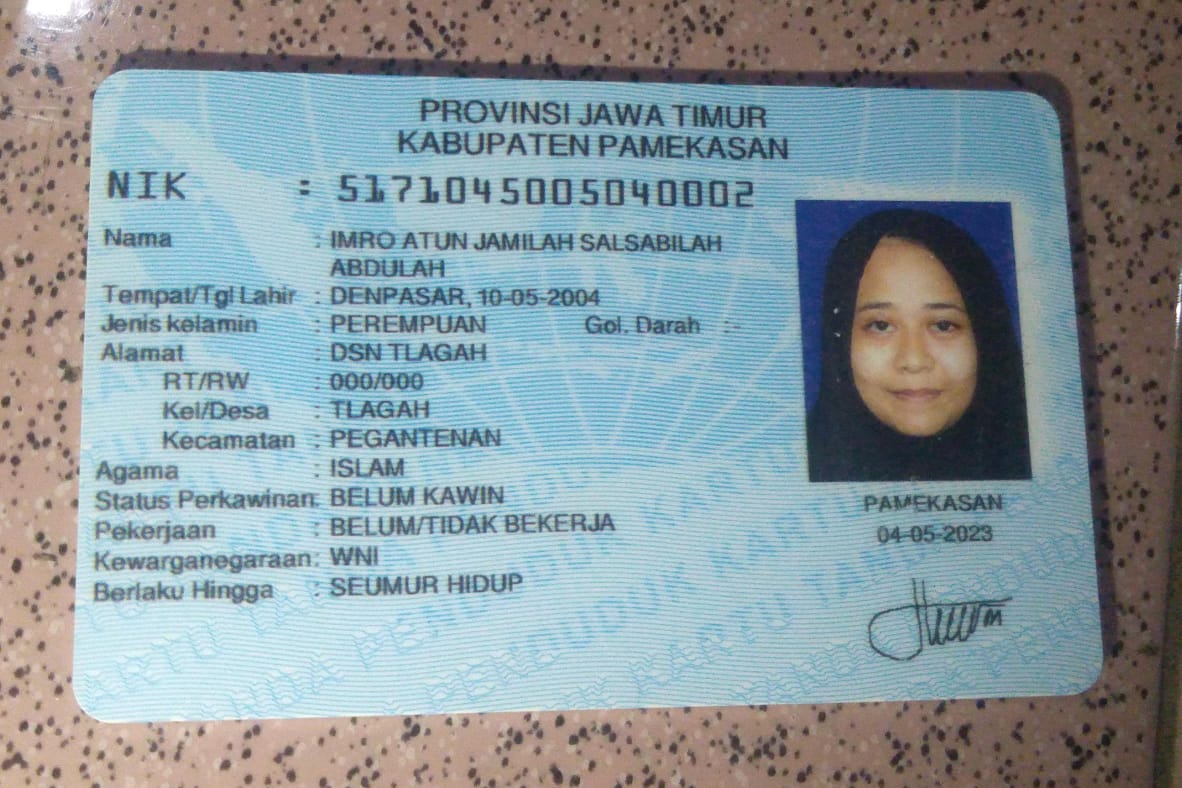 PROVINSI JAWA TIMUR
KABUPATEN PAMEKASAN
NIK : 5171045005040002
Nama : IMRO ATUN JAMILAH SALSABILAH
ABDULAH
Tempat/Tgl Lahir : DENPASAR, 10-05-2004
Jenis kelamin : PEREMPUAN Gol. Darah :-
Alamat : DSN TLAGAH
RT/RW : 000/000
Kel/Desa : TLAGAH
Kecamatan : PEGANTENAN
Agama : ISLAM
Status Perkawinan: BELUM KAWIN
Pekerjaan : BELUM/TIDAK BEKERJA
Kewarganegaraan: WNI
Berlaku Hingga : SEUMUR HIDUP
PAMEKASAN
04-05-2023